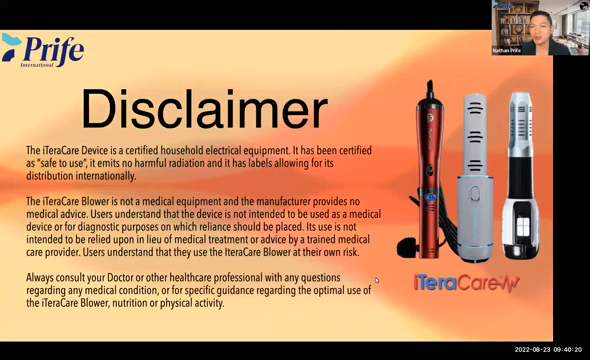 Prife
International
Prife
Nathan Prife
Disclaimer
The iTeraCare Device is a certified household electrical equipment. It has been certified
as "safe to use", it emits no harmful radiation and it has labels allowing for its
distribution internationally.
The iTeraCare Blower is not a medical equipment and the manufacturer provides no
medical advice. Users understand that the device is not intended to be used as a medical
device or for diagnostic purposes on which reliance should be placed. Its use is not
intended to be relied upon in lieu of medical treatment or advice by a trained medical
care provider. Users understand that they use the IteraCare Blower at their own risk.
Always consult your Doctor or other healthcare professional with any questions
regarding any medical condition, or for specific guidance regarding the optimal use of
the iTeraCare Blower, nutrition or physical activity.
iTeraCare
2022-08-23 09:40:20